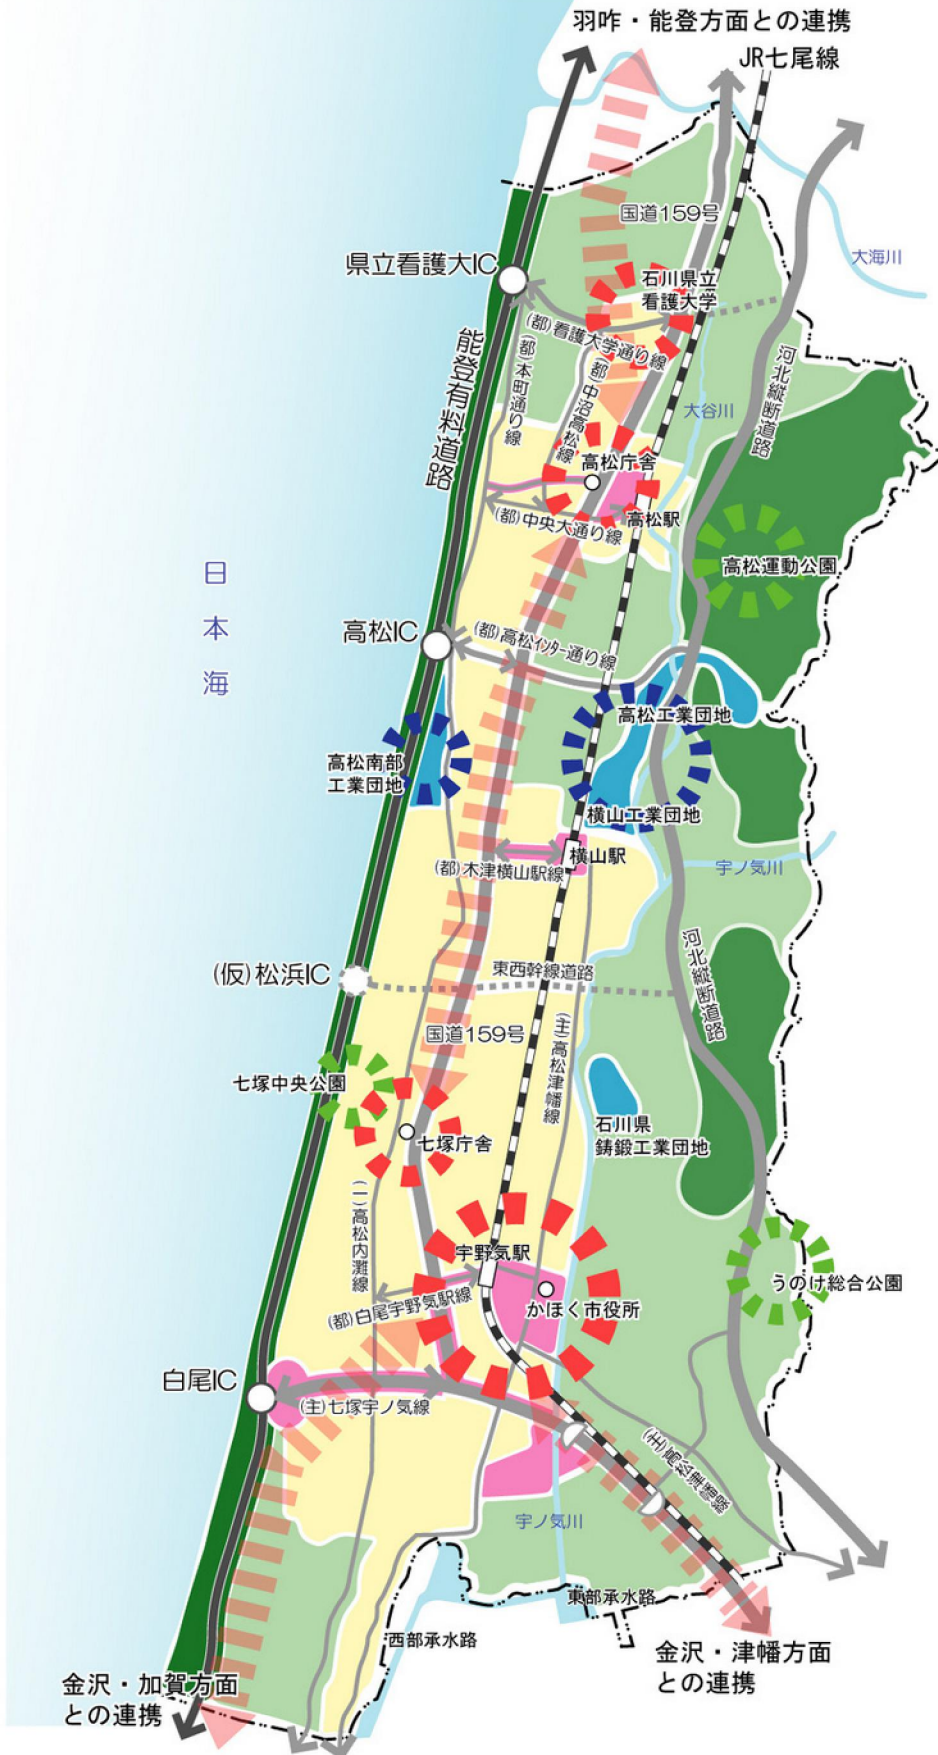 羽咋・能登方面との連携
JR七尾線
国道159号
大海川
県立看護大IC
石川県立
看護大学
(都)看護大学通り線
(都)本町通り線
能登有料道路
(都)中沼高松線
河北縦断道路
大谷川
高松庁舎
(都)中央大通り線
高松駅
高松運動公園
日本海
高松IC
(都)高松インター通り線
高松工業団地
高松南部
工業団地
横山工業団地
横山駅
(都)木津横山駅線
宇ノ気川
(仮)松浜IC
東西幹線道路
河北縦断道路
国道159号
(主)高松津幡線
七塚中央公園
七塚庁舎
石川県
鋳鍛工業団地
(一)高松内灘線
宇野気駅
うのけ総合公園
かほく市役所
(都)白尾宇野気駅線
白尾IC
(主)七塚宇ノ気線
(主)高松津幡線
宇ノ気川
東部承水路
西部承水路
金沢・津幡方面
との連携
金沢・加賀方面
との連携